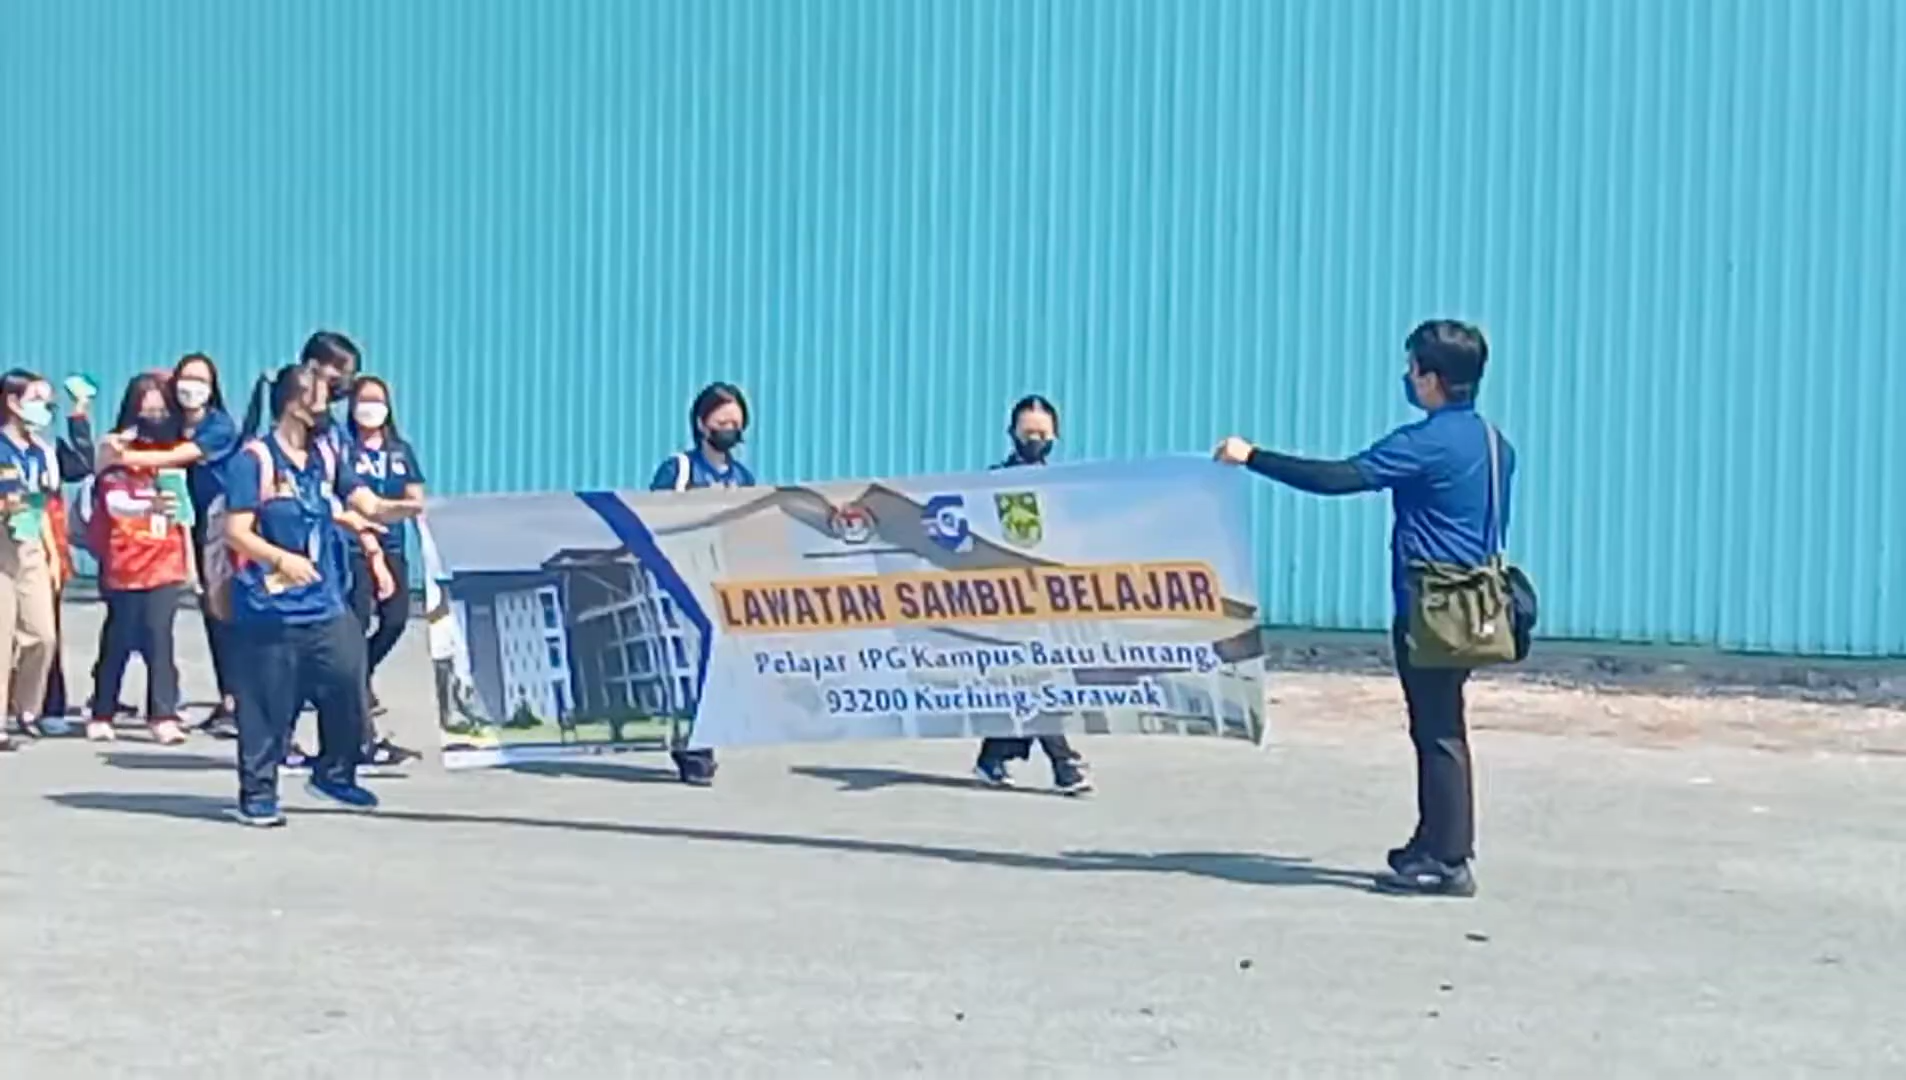 LAWATAN SAMBIL BELAJAR
Pelajar IPG Kampus Batu Lintang,
93200 Kuching, Sarawak